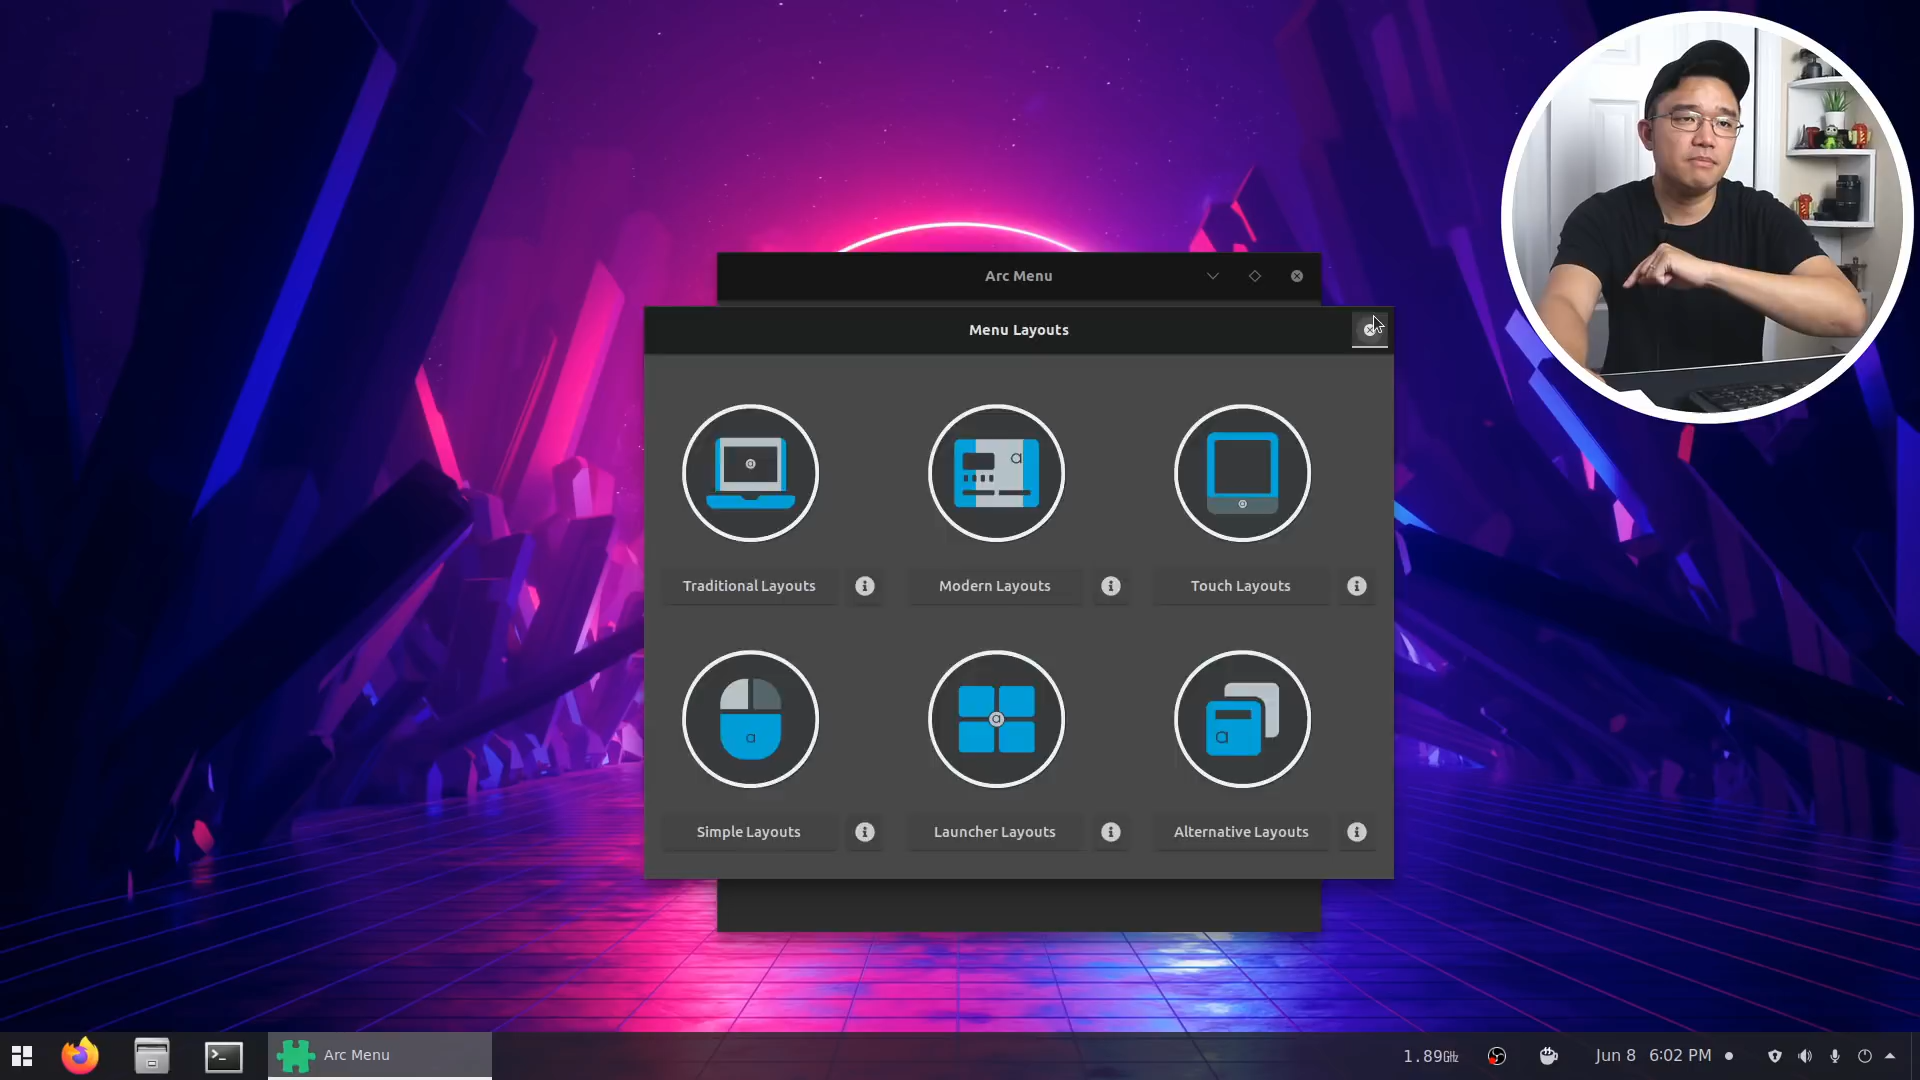 Arc Menu
Menu Layouts
Traditional Layouts
Modern Layouts
Touch Layouts
Simple Layouts
Launcher Layouts
Alternative Layouts
Arc Menu
1.89GHz
Jun 8 6:02 PM